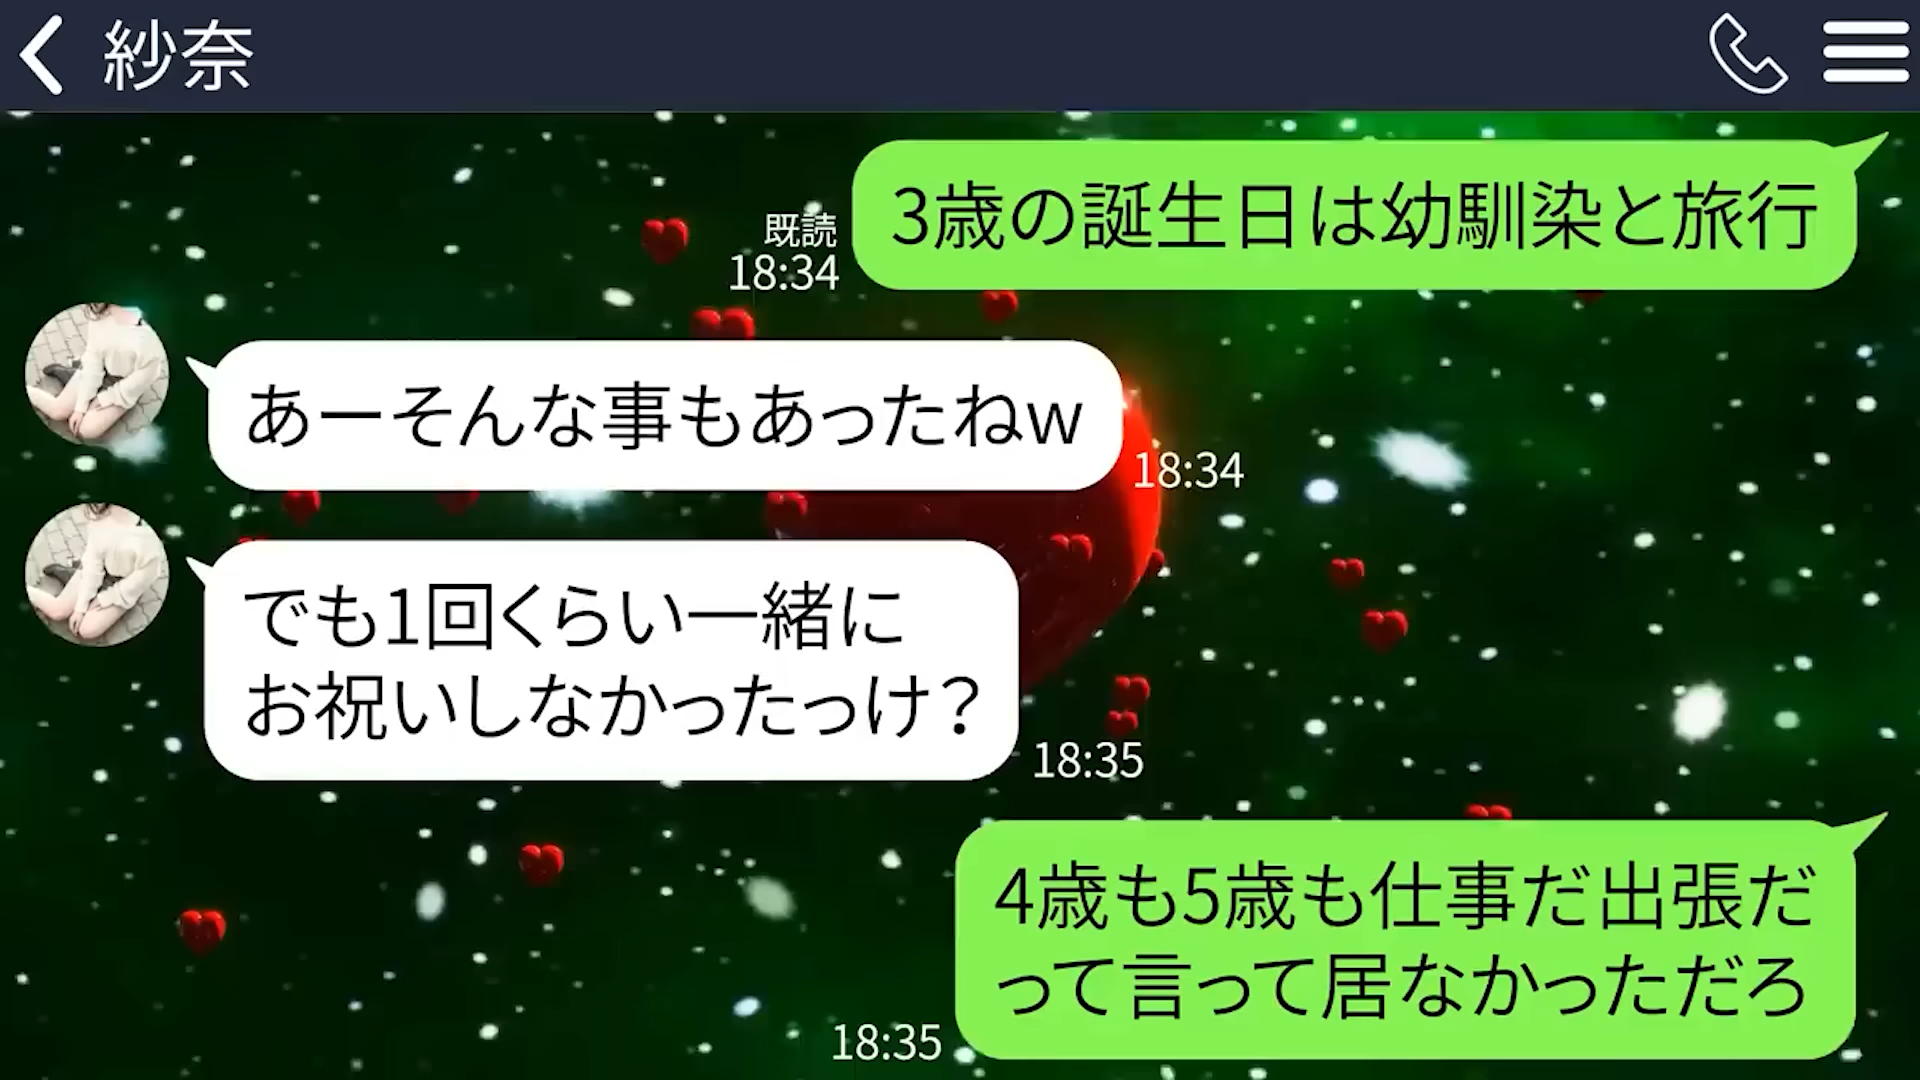 紗奈
3歳の誕生日は幼馴染と旅行
既読
18:34
あーそんな事もあったねw
18:34
でも1回くらい一緒に
お祝いしなかったっけ？
18:35
4歳も5歳も仕事だ出張だ
って言って居なかっただろ
18:35